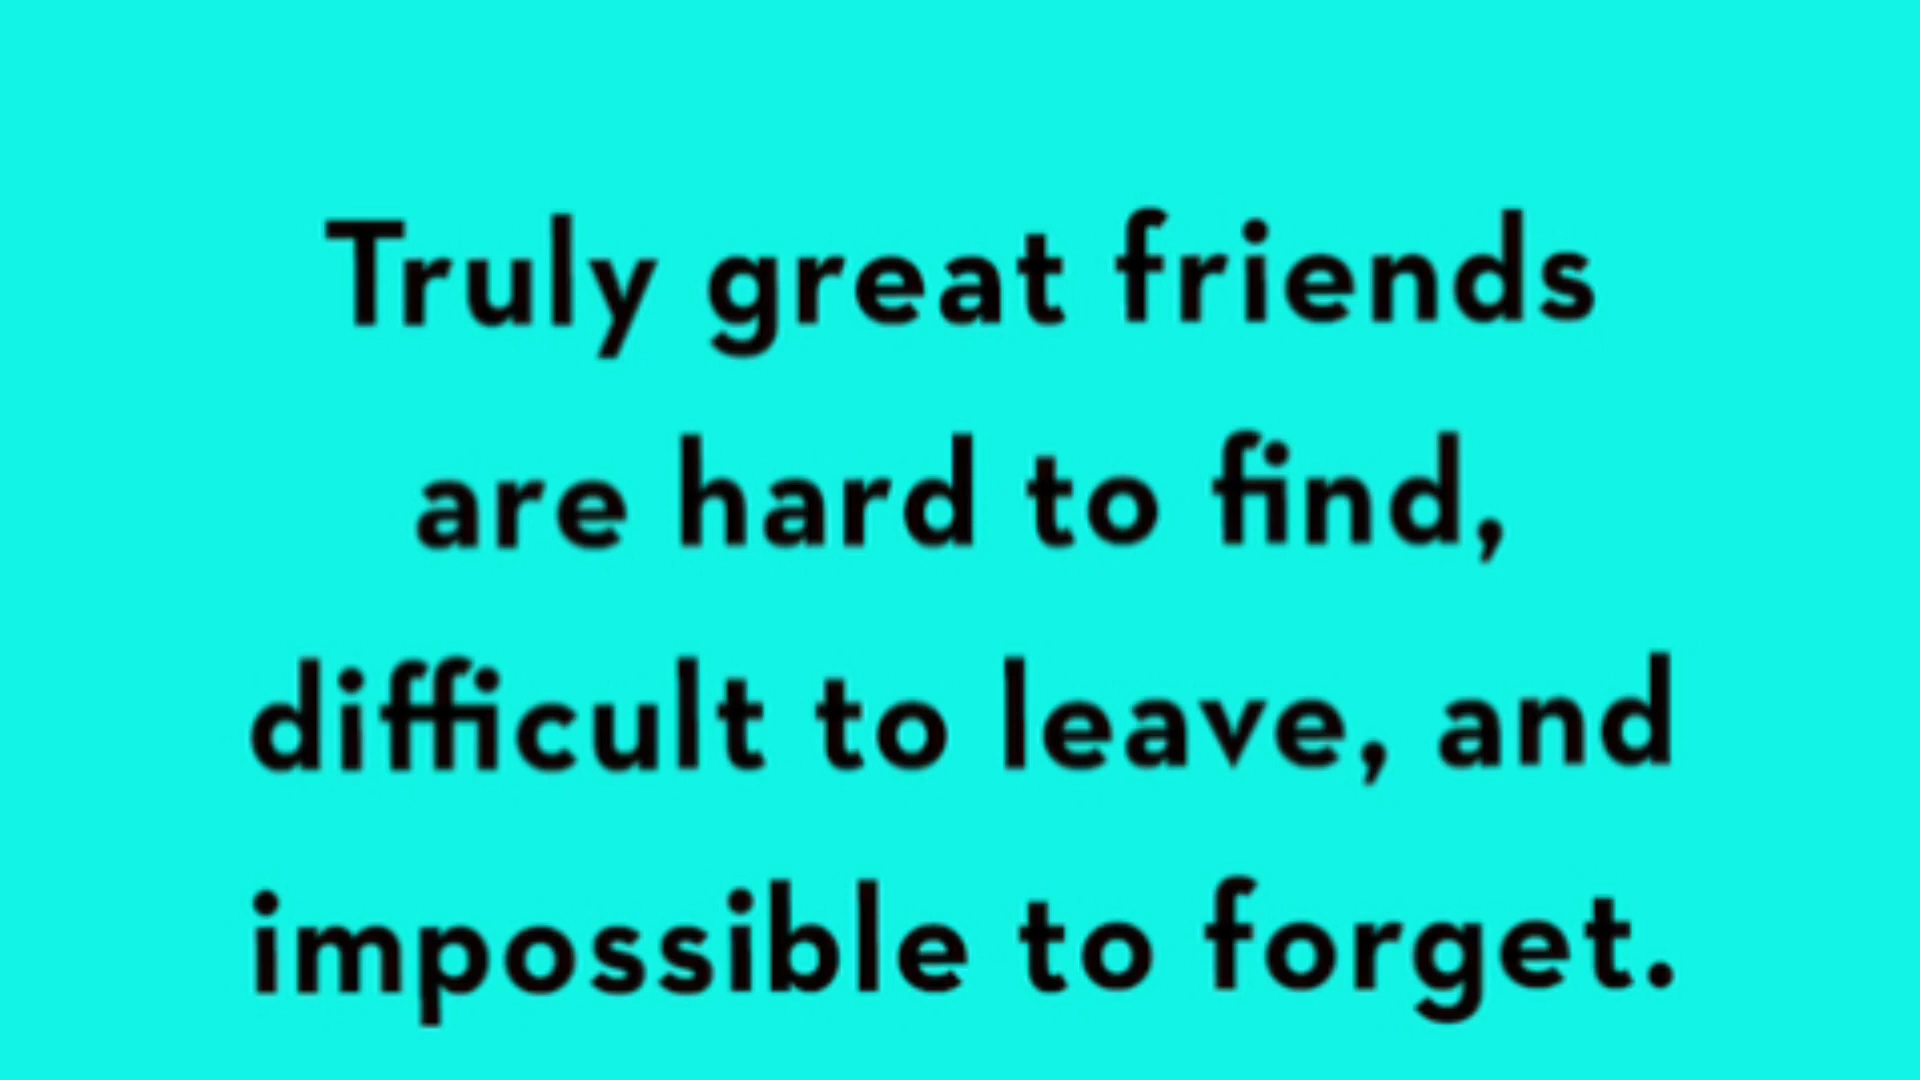 Truly great friends
are hard to find,
difficult to leave, and
impossible to forget.